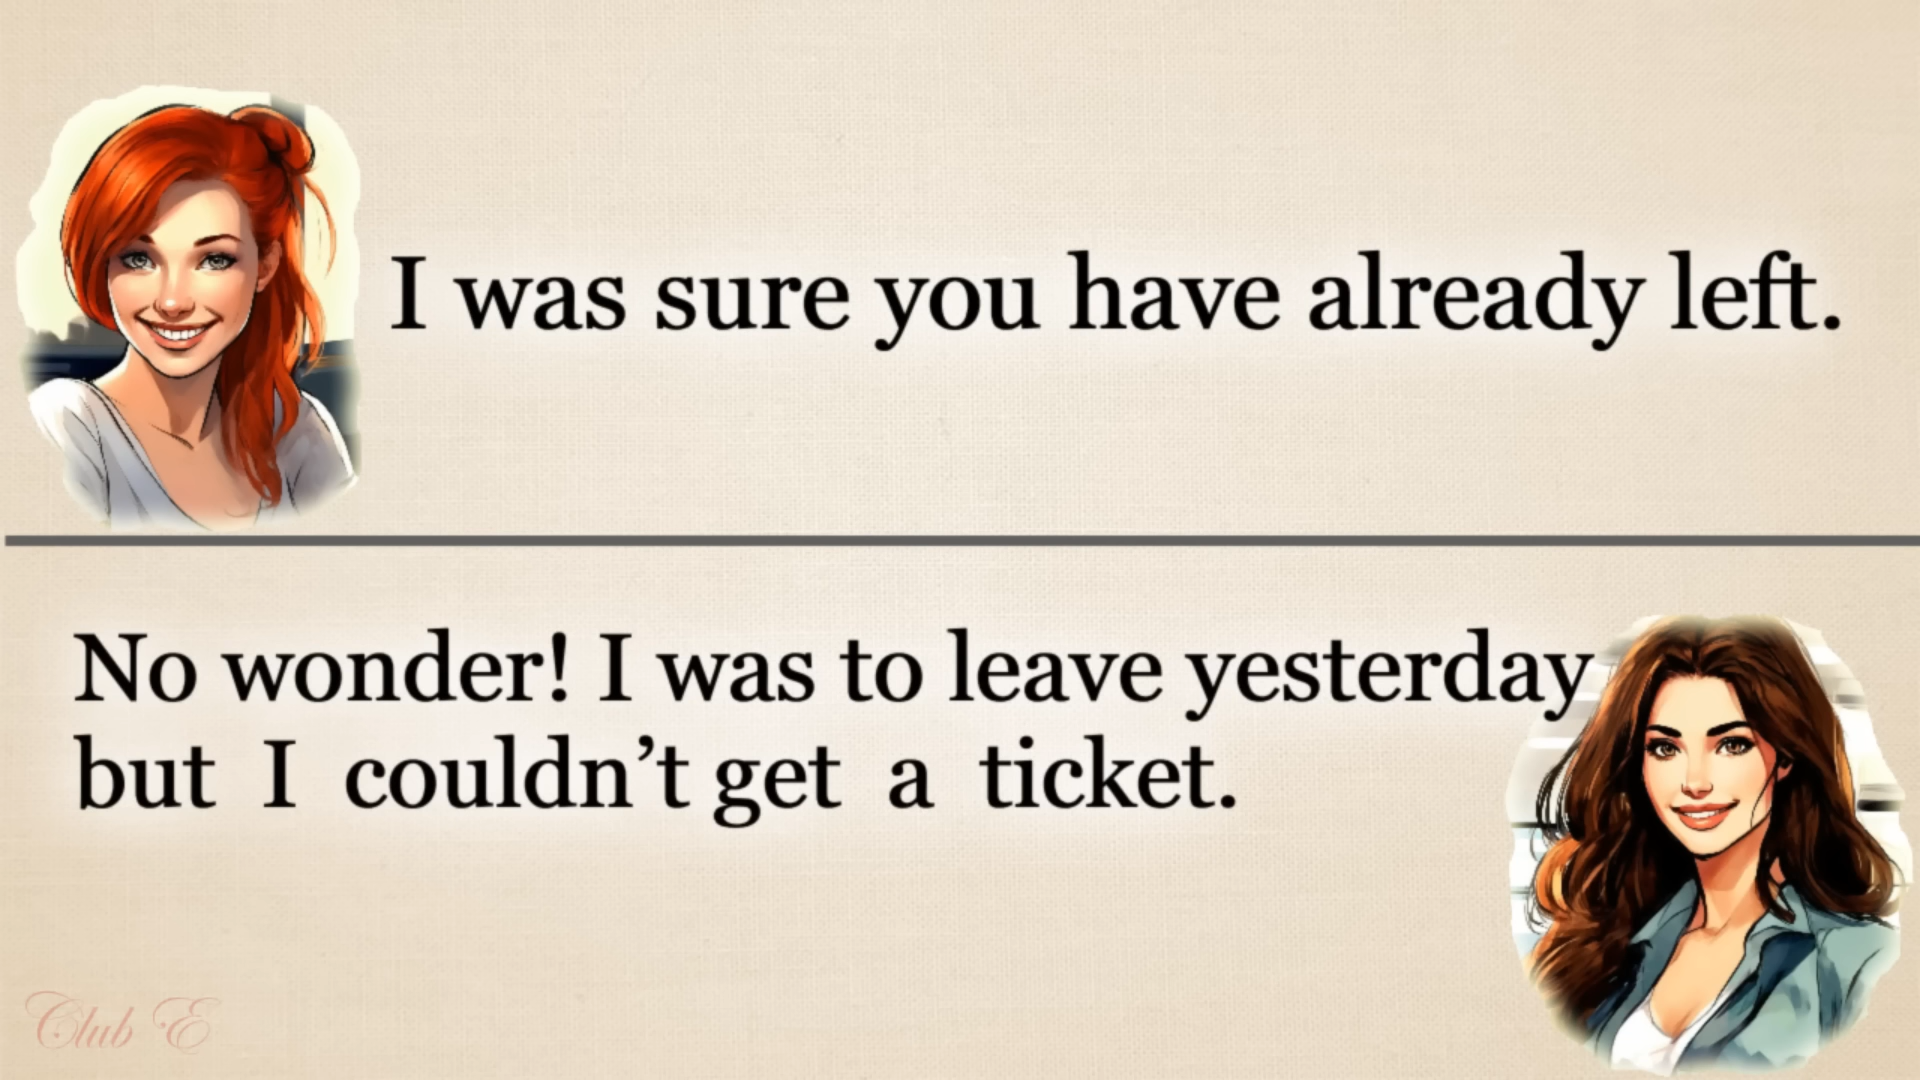 I was sure you have already left.
No wonder! I was to leave yesterday
but I couldn’t get a ticket.
Club E